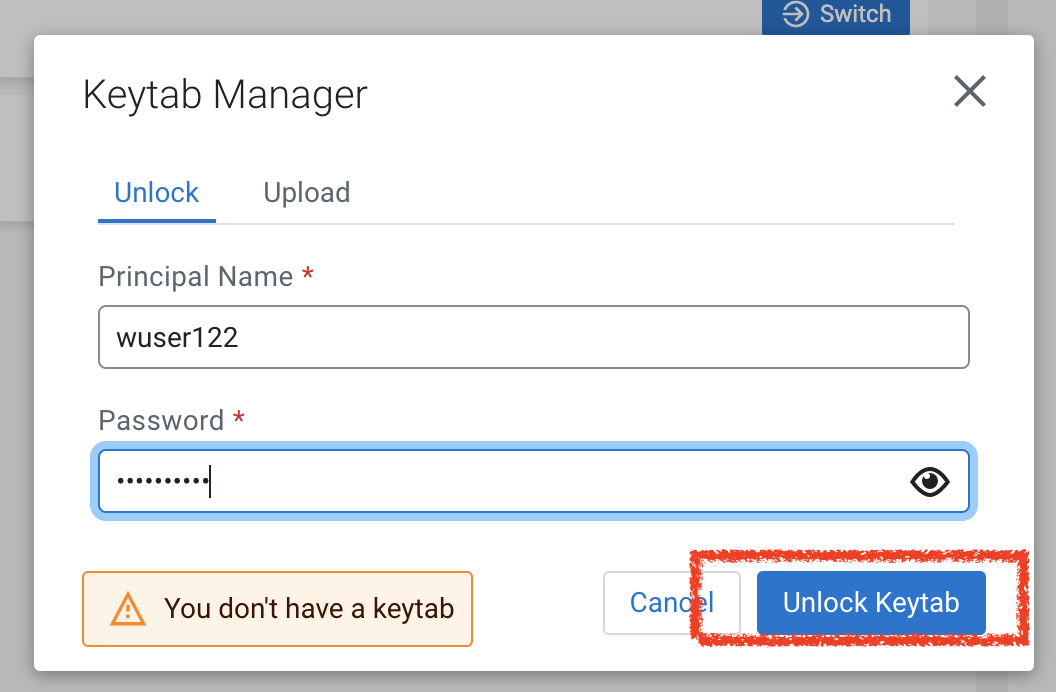 Switch
Keytab Manager
Unlock Upload
Principal Name *
wuser122
Password *
••••••••••
You don't have a keytab
Cancel Unlock Keytab